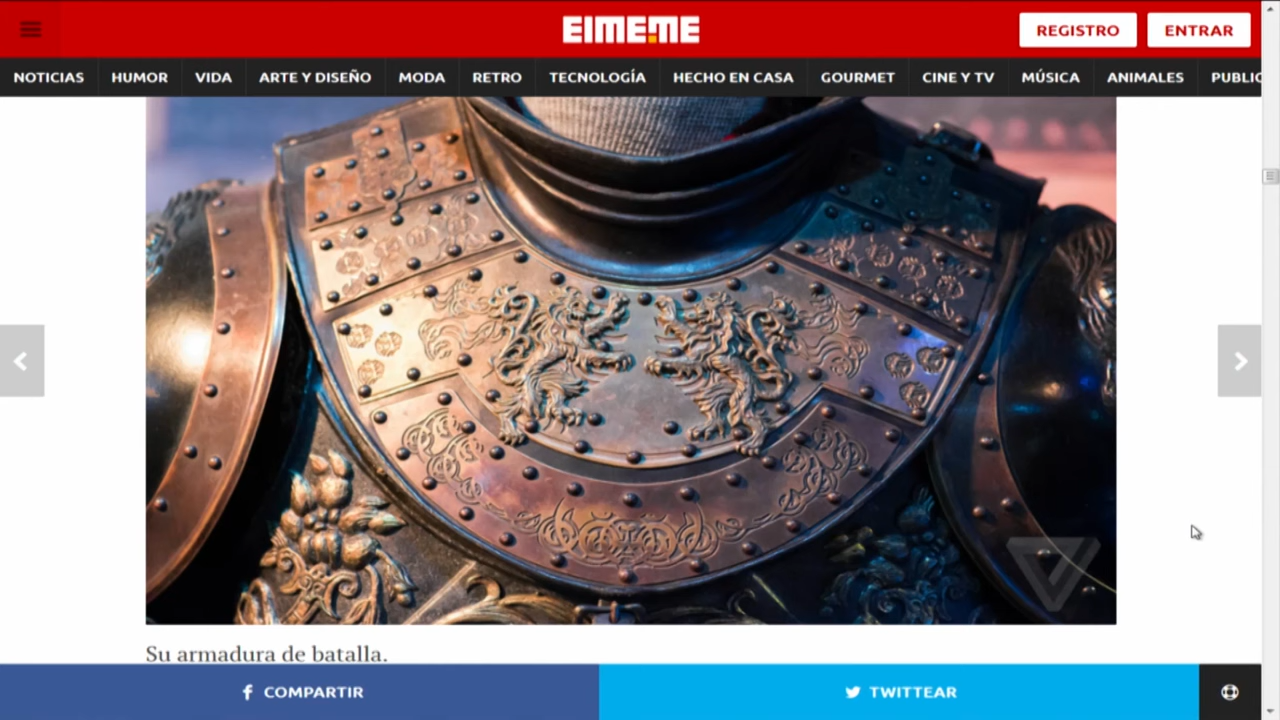 EIMEME
REGISTRO
ENTRAR
NOTICIAS
HUMOR
VIDA
ARTE Y DISEÑO
MODA
RETRO
TECNOLOGÍA
HECHO EN CASA
GOURMET
CINE Y TV
MÚSICA
ANIMALES
PUBLIC
Su armadura de batalla.
COMPARTIR
TWITTEAR